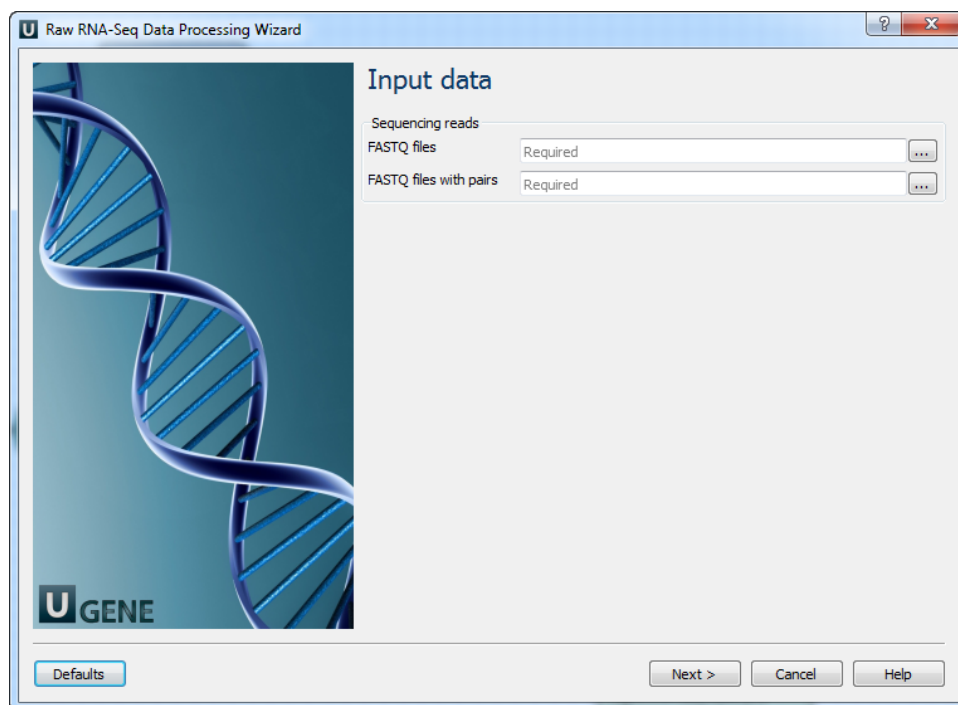 U Raw RNA-Seq Data Processing Wizard
?
Input data
Sequencing reads
FASTQ files Required ...
FASTQ files with pairs Required ...
U GENE
Defaults Next > Cancel Help